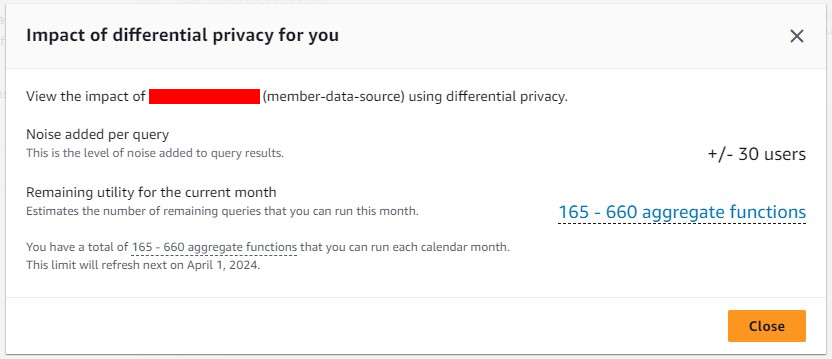 Impact of differential privacy for you
View the impact of (member-data-source) using differential privacy.
Noise added per query
This is the level of noise added to query results.
+/- 30 users
Remaining utility for the current month
Estimates the number of remaining queries that you can run this month.
165 - 660 aggregate functions
You have a total of 165 - 660 aggregate functions that you can run each calendar month.
This limit will refresh next on April 1, 2024.
Close